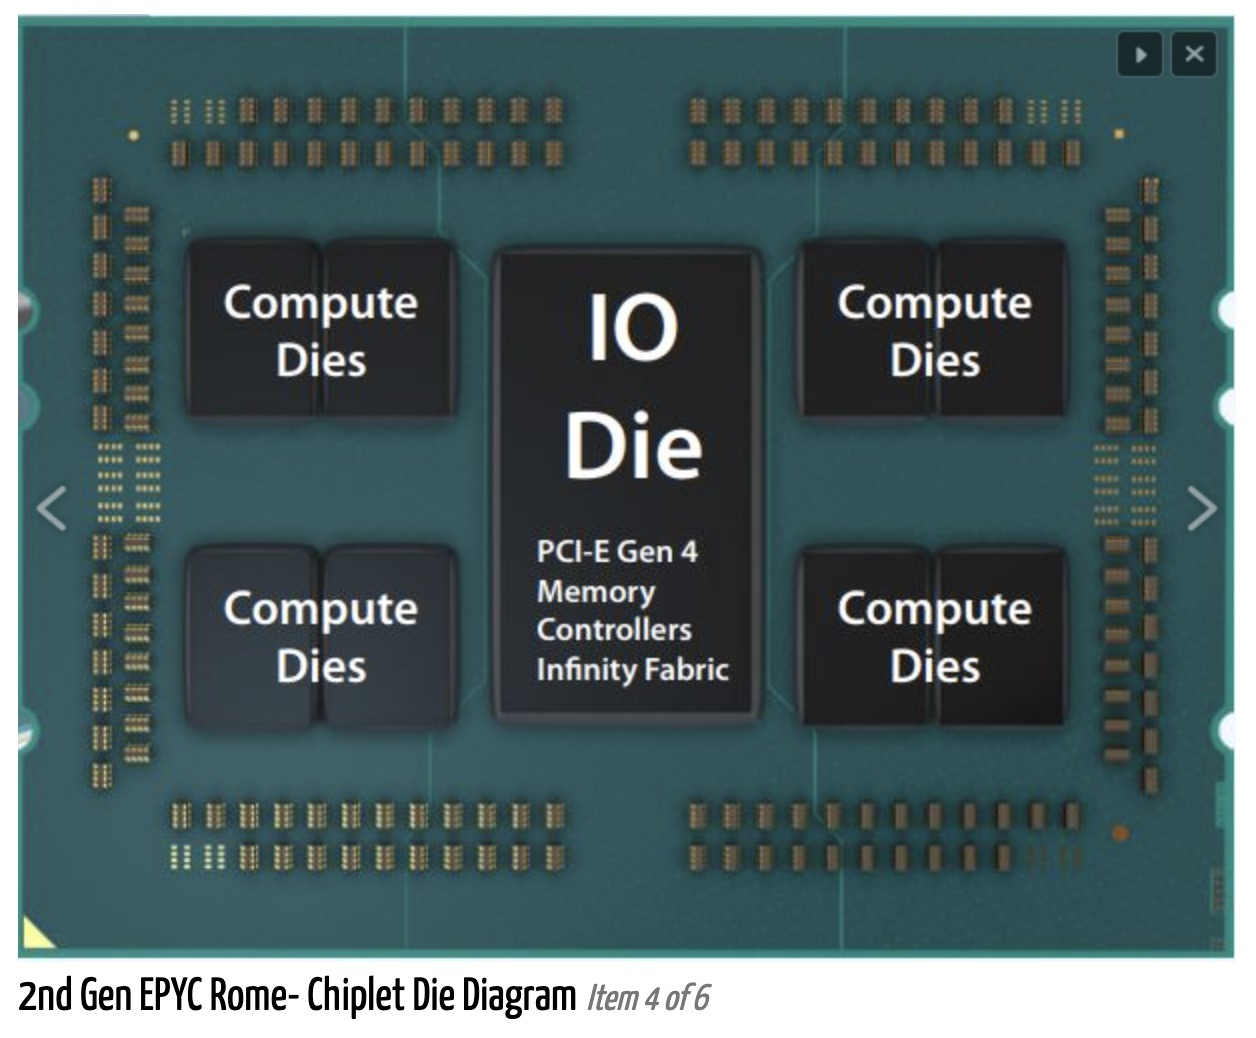 Compute
Dies
IO
Die
PCI-E Gen 4
Memory
Controllers
Infinity Fabric
Compute
Dies
Compute
Dies
Compute
Dies
2nd Gen EPYC Rome- Chiplet Die Diagram Item 4 of 6